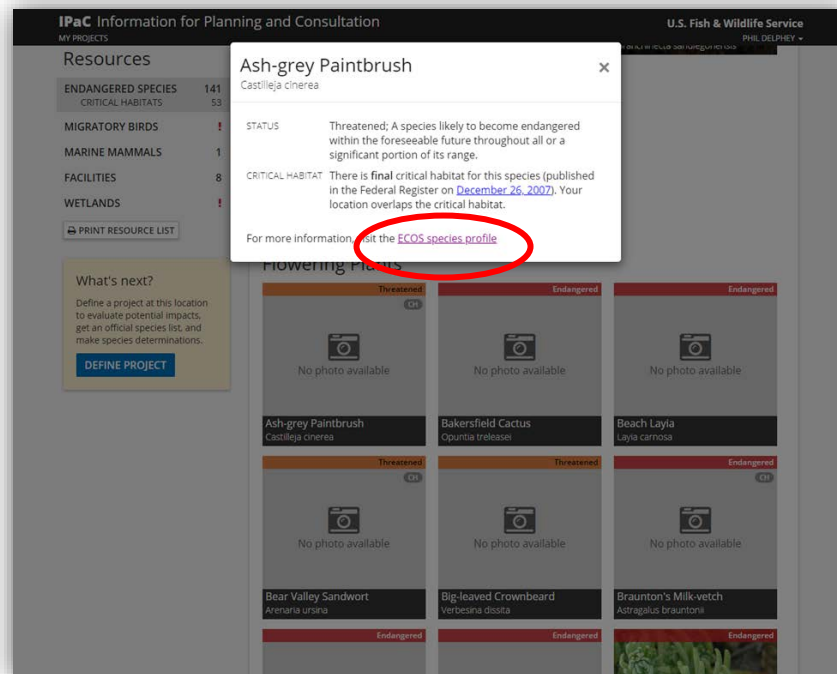 IPaC Information for Planning and Consultation
U.S. Fish & Wildlife Service
MY PROJECTS
PHIL DELPHEY
Resources
ENDANGERED SPECIES 141
CRITICAL HABITATS 53
MIGRATORY BIRDS !
MARINE MAMMALS 1
FACILITIES 8
WETLANDS !
PRINT RESOURCE LIST
What's next?
Define a project at this location
to evaluate potential impacts,
get an official species list, and
make species determinations.
DEFINE PROJECT
Ash-grey Paintbrush ×
Castilleja cinerea
STATUS Threatened; A species likely to become endangered
within the foreseeable future throughout all or a
significant portion of its range.
CRITICAL HABITAT There is final critical habitat for this species (published
in the Federal Register on December 26, 2007). Your
location overlaps the critical habitat.
For more information, visit the ECOS species profile
Flowering Plants
Threatened
CH
No photo available
Ash-grey Paintbrush
Castilleja cinerea
Endangered
No photo available
Bakersfield Cactus
Opuntia treleasei
Endangered
No photo available
Beach Layia
Layia carnosa
Threatened
CH
No photo available
Bear Valley Sandwort
Arenaria ursina
Threatened
No photo available
Big-leaved Crownbeard
Verbesina dissita
Endangered
CH
No photo available
Braunton's Milk-vetch
Astragalus brauntonii
Endangered
Endangered
Endangered